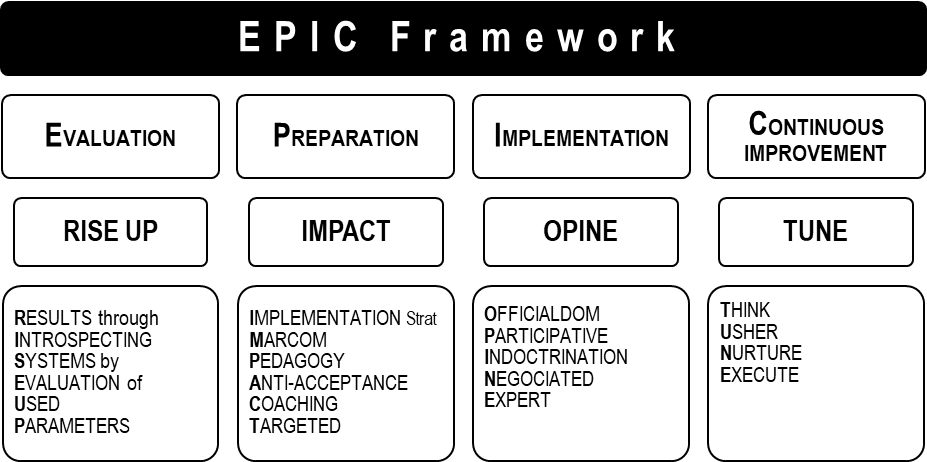 EPIC Framework
EVALUATION
PREPARATION
IMPLEMENTATION
CONTINUOUS
IMPROVEMENT
RISE UP
IMPACT
OPINE
TUNE
RESULTS through
INTROSPECTING
SYSTEMS by
EVALUATION of
USED
PARAMETERS
IMPLEMENTATION Strat
MARCOM
PEDAGOGY
ANTI-ACCEPTANCE
COACHING
TARGETED
OFFICIALDOM
PARTICIPATIVE
INDOCTRINATION
NEGOCIATED
EXPERT
THINK
USHER
NURTURE
EXECUTE